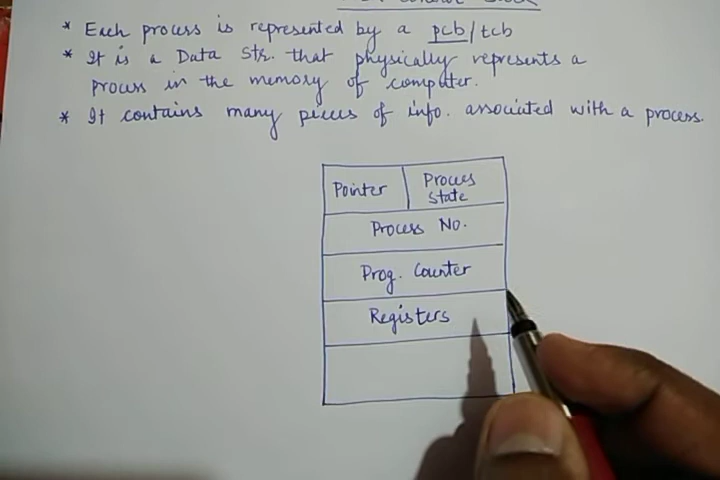 * Each process is represented by a pcb/tcb
* It is a Data Str. that physically represents a
process in the memory of computer.
* It contains many pieces of info. associated with a process.
Pointer
Process
State
Process No.
Prog. Counter
Registers